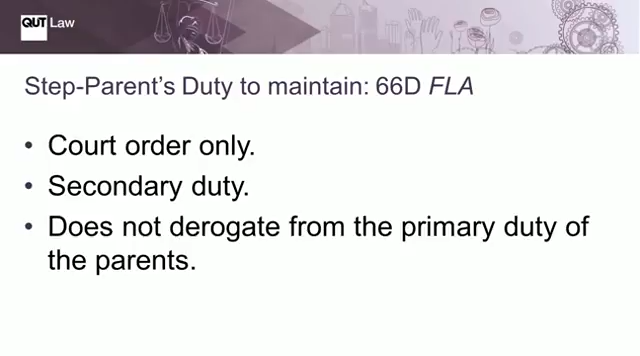 QUT Law
Step-Parent's Duty to maintain: 66D FLA
• Court order only.
• Secondary duty.
• Does not derogate from the primary duty of
the parents.